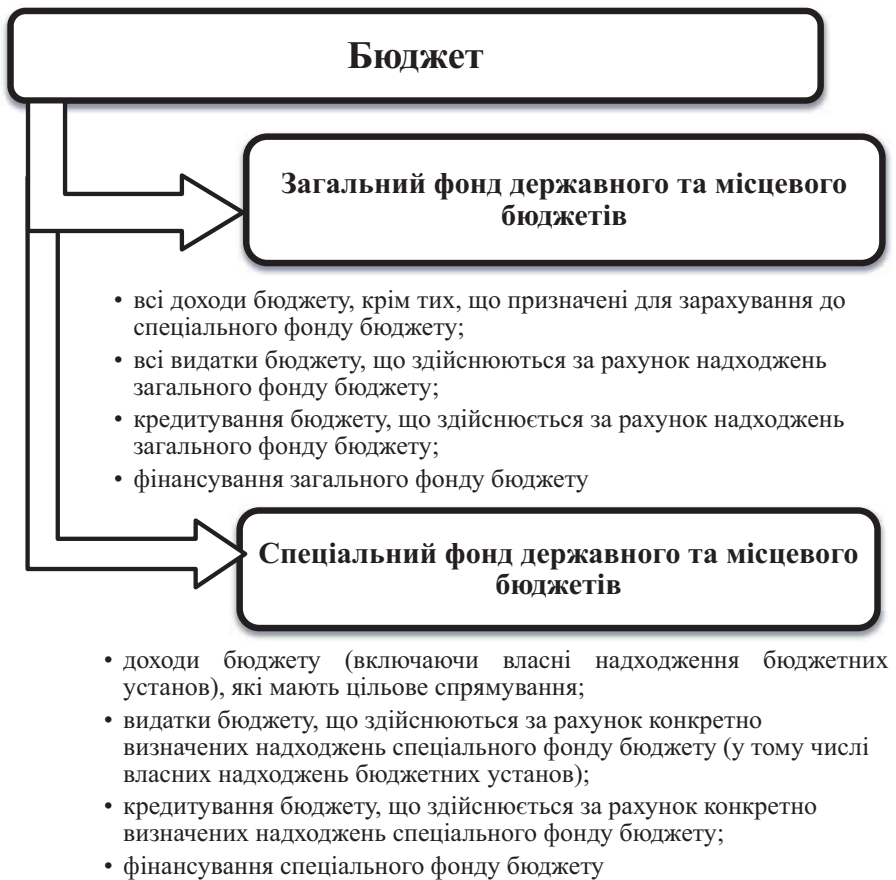 Бюджет
Загальний фонд державного та місцевого
бюджетів
• всі доходи бюджету, крім тих, що призначені для зарахування до
спеціального фонду бюджету;
• всі видатки бюджету, що здійснюються за рахунок надходжень
загального фонду бюджету;
• кредитування бюджету, що здійснюється за рахунок надходжень
загального фонду бюджету;
• фінансування загального фонду бюджету
Спеціальний фонд державного та місцевого
бюджетів
• доходи бюджету (включаючи власні надходження бюджетних
установ), які мають цільове спрямування;
• видатки бюджету, що здійснюються за рахунок конкретно
визначених надходжень спеціального фонду бюджету (у тому числі
власних надходжень бюджетних установ);
• кредитування бюджету, що здійснюється за рахунок конкретно
визначених надходжень спеціального фонду бюджету;
• фінансування спеціального фонду бюджету